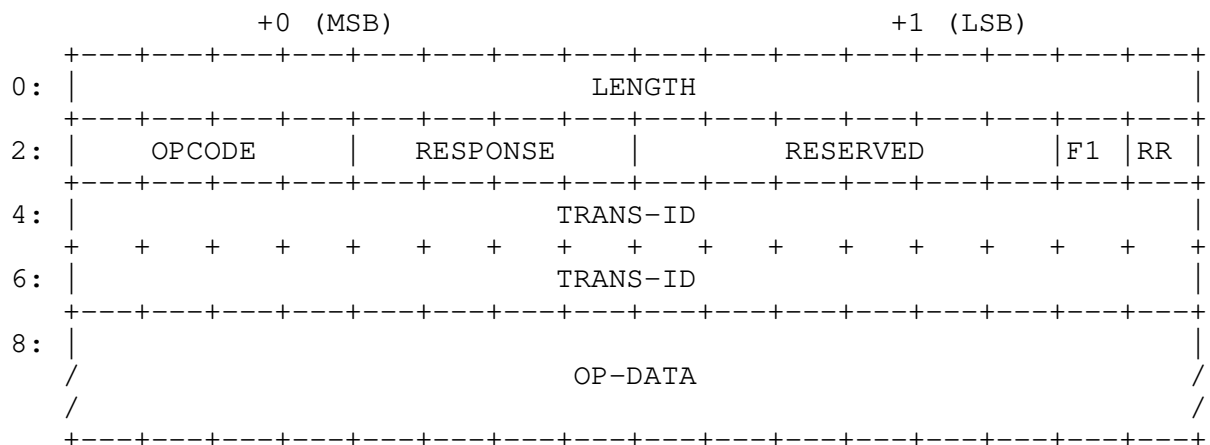 +0 (MSB) +1 (LSB)
+---+---+---+---+---+---+---+---+---+---+---+---+---+---+---+---+
0: | LENGTH |
+---+---+---+---+---+---+---+---+---+---+---+---+---+---+---+---+
2: | OPCODE | RESPONSE | RESERVED |F1 |RR |
+---+---+---+---+---+---+---+---+---+---+---+---+---+---+---+---+
4: | TRANS-ID |
+ + + + + + + + + + + + + + + + +
6: | TRANS-ID |
+---+---+---+---+---+---+---+---+---+---+---+---+---+---+---+---+
8: | |
/ OP-DATA /
/ /
+---+---+---+---+---+---+---+---+---+---+---+---+---+---+---+---+